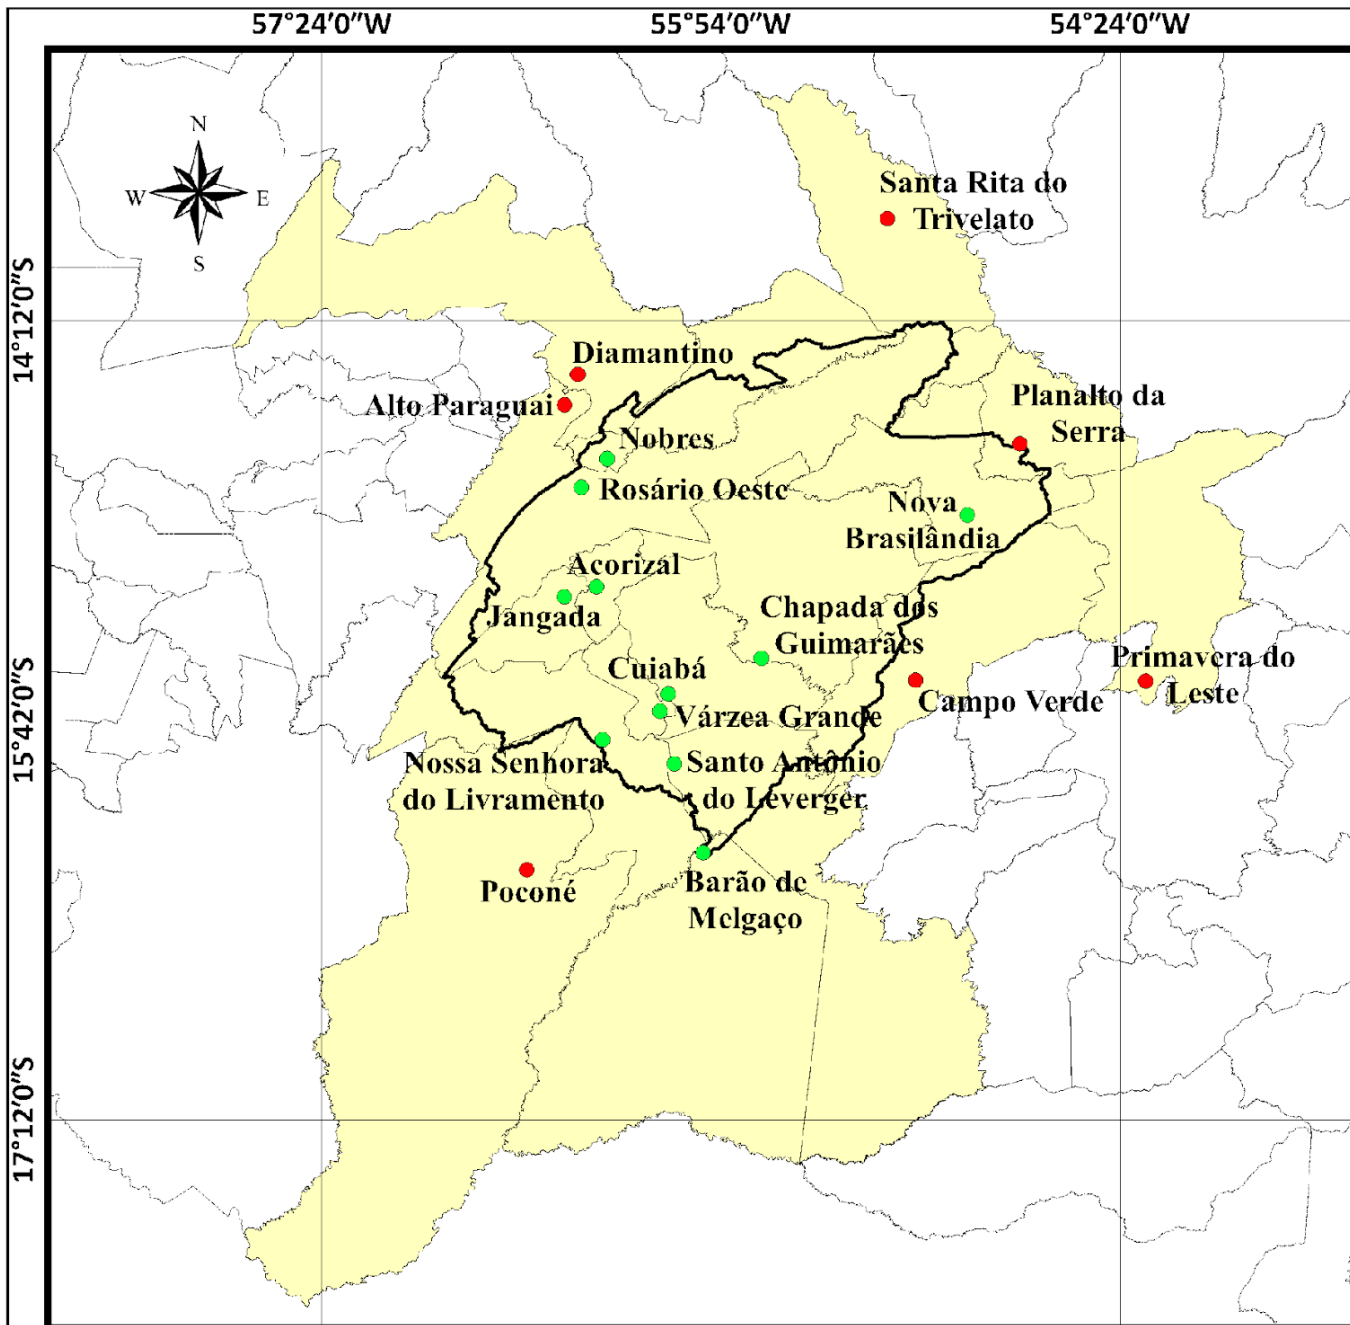 57°24'0"W
55°54'0"W
54°24'0"W
N
W
E
S
Santa Rita do
Trivelato
14°12'0"S
Diamantino
Alto Paraguai
Planalto da
Serra
Nobres
Rosário Oeste
Nova
Brasilândia
Acorizal
Jangada
Chapada dos
Guimarães
Cuiabá
Primavera do
Leste
Campo Verde
Várzea Grande
15°42'0"S
Nossa Senhora
do Livramento
Santo Antônio
do Leverger
Poconé
Barão de
Melgaço
17°12'0"S